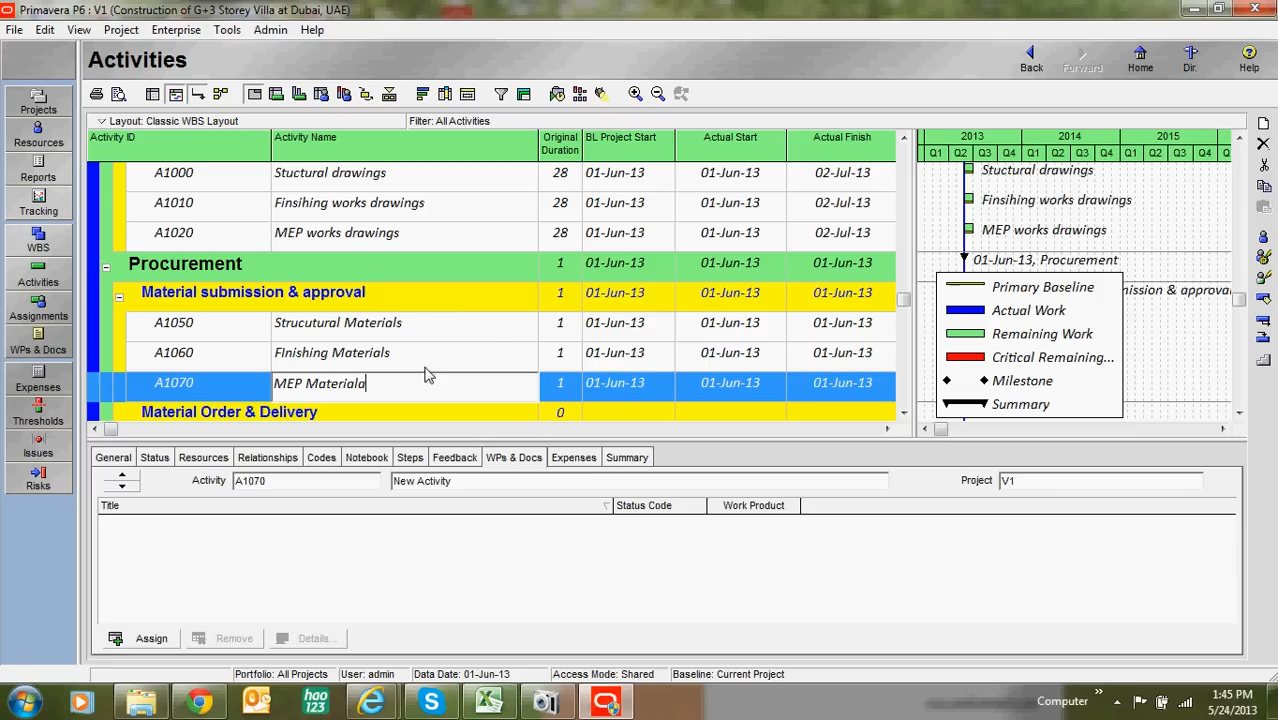 Primavera P6 : V1 (Construction of G+3 Storey Villa at Dubai, UAE)
File Edit View Project Enterprise Tools Admin Help
Activities
Back Forward Home Dir. Help
Layout: Classic WBS Layout Filter: All Activities
Projects
Resources
Reports
Tracking
WBS
Activities
Assignments
WPs & Docs
Expenses
Thresholds
Issues
Risks
Activity ID Activity Name Original Duration BL Project Start Actual Start Actual Finish
A1000 Stuctural drawings 28 01-Jun-13 01-Jun-13 02-Jul-13
A1010 Finsihing works drawings 28 01-Jun-13 01-Jun-13 02-Jul-13
A1020 MEP works drawings 28 01-Jun-13 01-Jun-13 02-Jul-13
Procurement 1 01-Jun-13 01-Jun-13 01-Jun-13
Material submission & approval 1 01-Jun-13 01-Jun-13 01-Jun-13
A1050 Strucutural Materials 1 01-Jun-13 01-Jun-13 01-Jun-13
A1060 FInishing Materials 1 01-Jun-13 01-Jun-13 01-Jun-13
A1070 MEP Materiala 1 01-Jun-13 01-Jun-13 01-Jun-13
Material Order & Delivery 0
2013 2014 2015
Q1 Q2 Q3 Q4 Q1 Q2 Q3 Q4 Q1 Q2 Q3 Q4 Q
Stuctural drawings
Finsihing works drawings
MEP works drawings
01-Jun-13, Procurement
mission & approva
Primary Baseline
Actual Work
Remaining Work
Critical Remaining...
Milestone
Summary
General Status Resources Relationships Codes Notebook Steps Feedback WPs & Docs Expenses Summary
Activity A1070 New Activity Project V1
Title Status Code Work Product
Assign Remove Details...
Portfolio: All Projects User: admin Data Date: 01-Jun-13 Access Mode: Shared Baseline: Current Project
hao
123
Computer
1:45 PM
5/24/2013